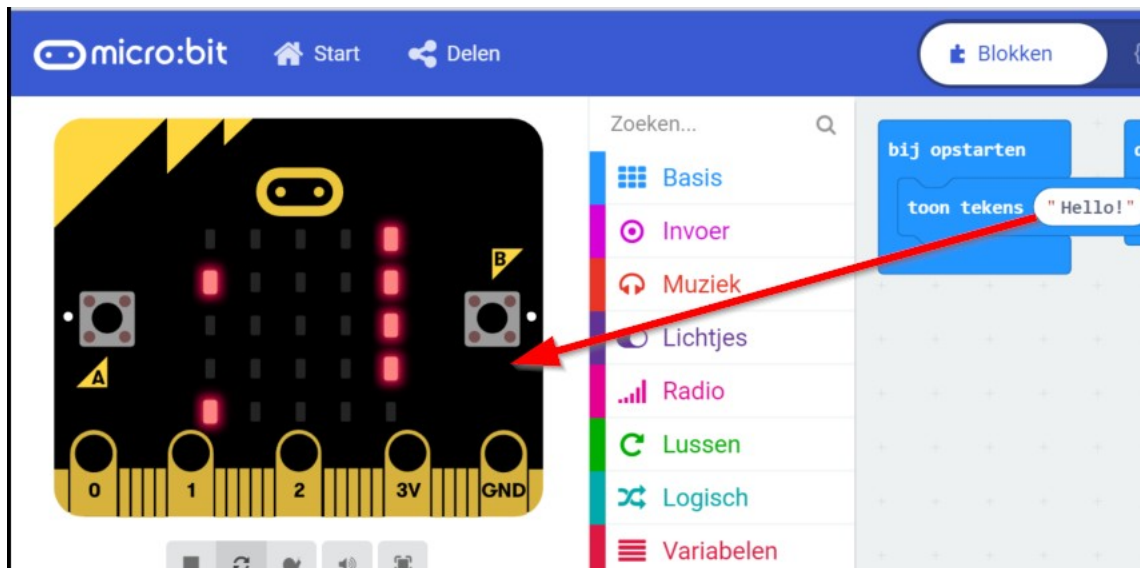 micro:bit Start Delen Blokken {
Zoeken...
Basis
Invoer
Muziek
Lichtjes
Radio
Lussen
Logisch
Variabelen
B
A
0 1 2 3V GND
bij opstarten
toon tekens "Hello!"